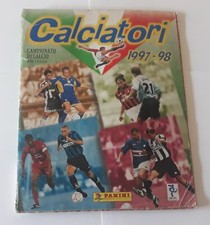 Calciatori
1997-98
CAMPIONATO
DI CALCIO
PANINI